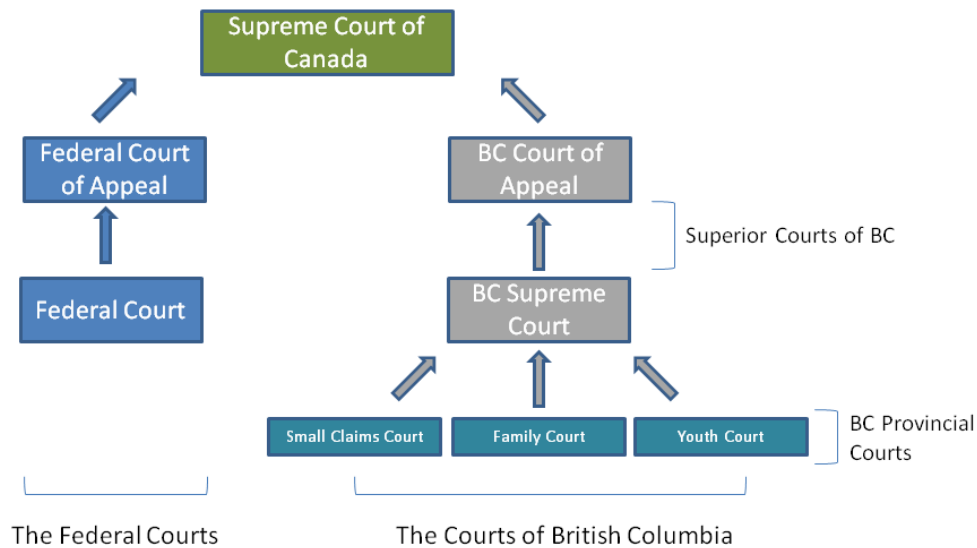 Supreme Court of
Canada
Federal Court
of Appeal
BC Court of
Appeal
Superior Courts of BC
Federal Court
BC Supreme
Court
Small Claims Court
Family Court
Youth Court
BC Provincial
Courts
The Federal Courts
The Courts of British Columbia